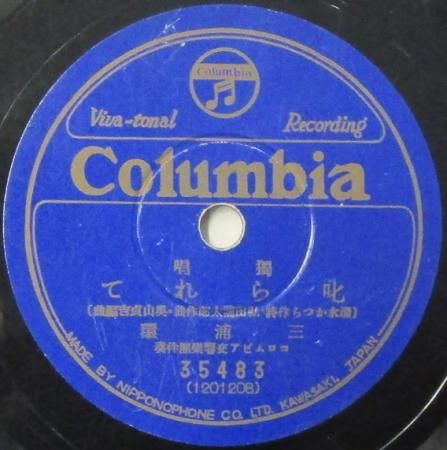 Columbia
Viva-tonal Recording
Columbia
獨唱
叱られて
(清水かつら作詩・弘田龍太郎作曲・奥山貞吉編曲)
三浦環
コロムビア交響樂團伴奏
35483
(1201208)
MADE BY NIPPONOPHONE CO. LTD. KAWASAKI, JAPAN